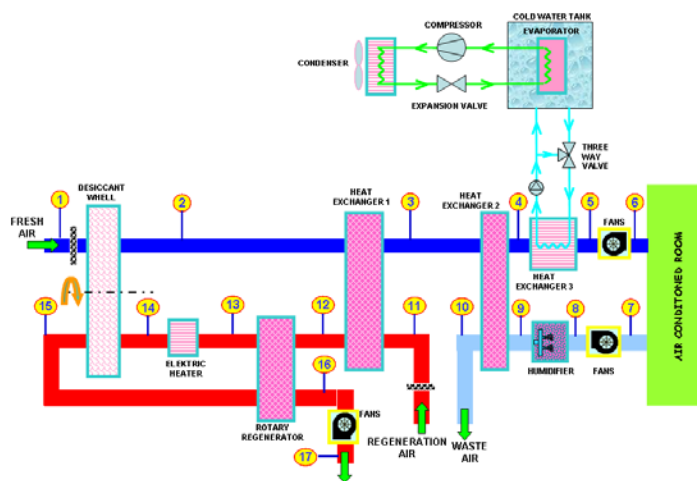 COMPRESSOR
COLD WATER TANK
EVAPORATOR
CONDENSER
EXPANSION VALVE
THREE
WAY
VALVE
DESICCANT
WHELL
HEAT
EXCHANGER 1
HEAT
EXCHANGER 2
1
2
3
4
5
6
FRESH
AIR
FANS
HEAT
EXCHANGER 3
AIR CONDITONED ROOM
15
14
13
12
11
10
9
8
7
ELEKTRIC
HEATER
HUMIDIFIER
FANS
16
ROTARY
REGENERATOR
FANS
REGENERATION
AIR
WASTE
AIR
17